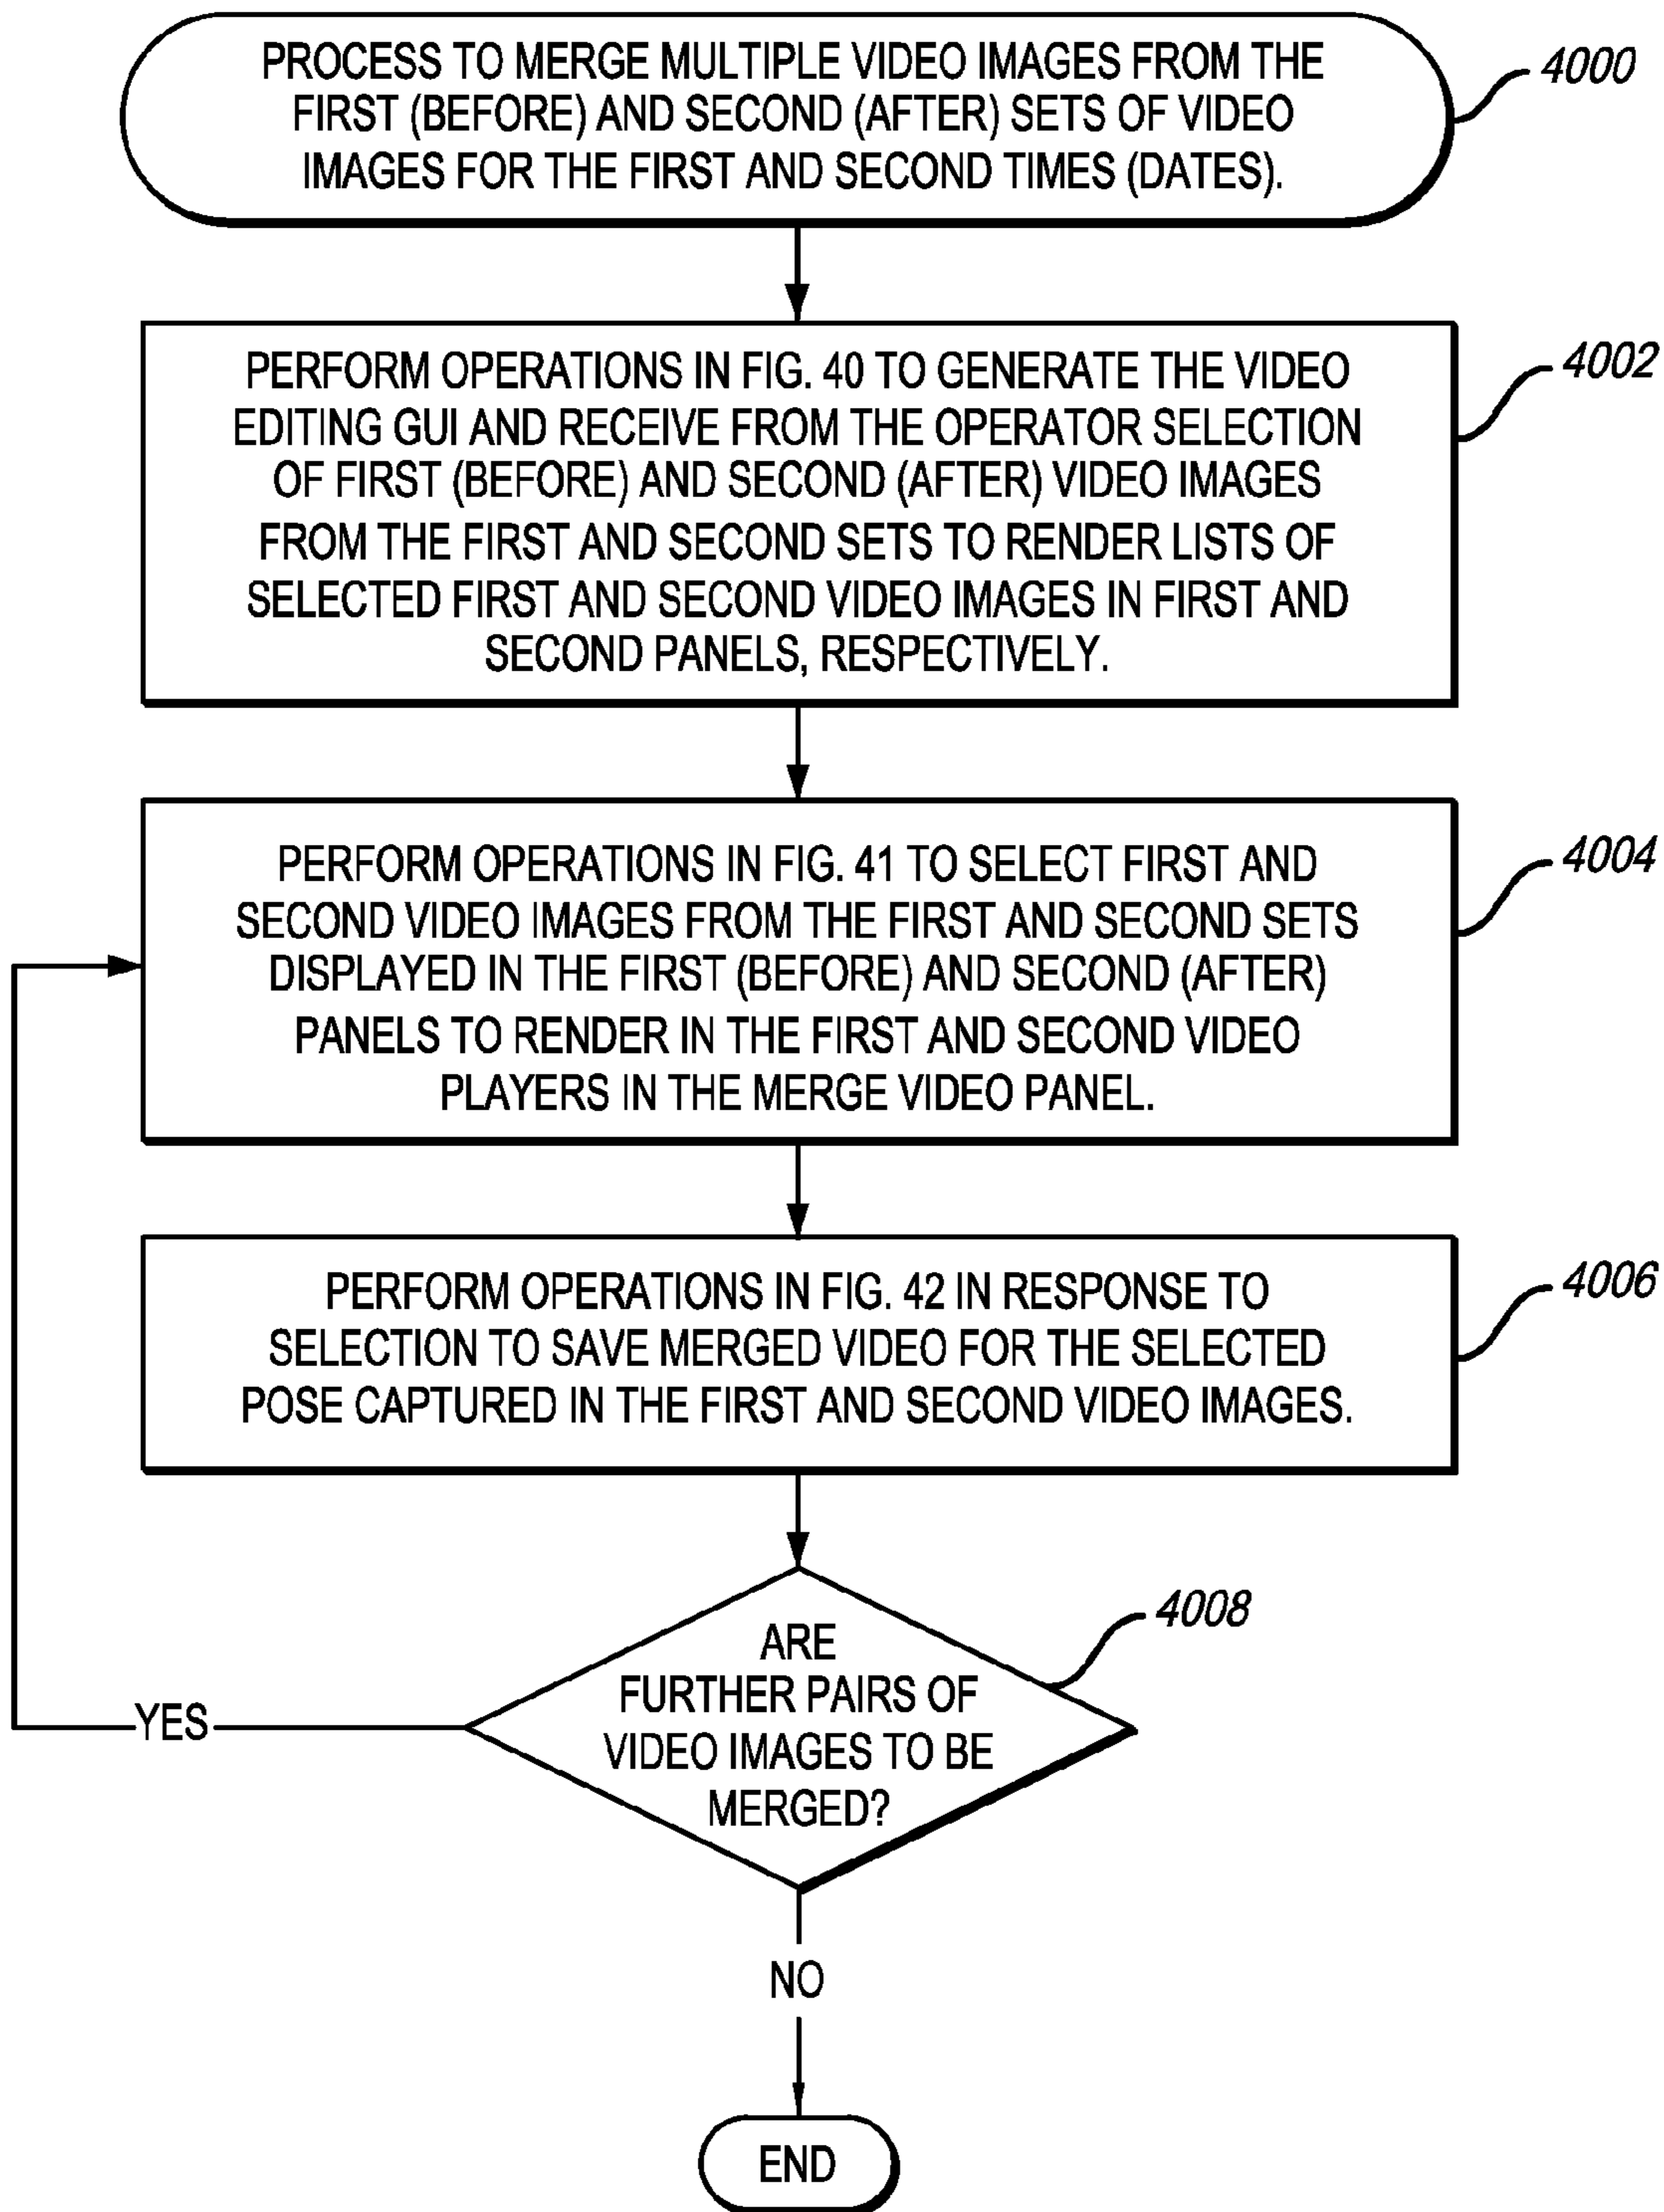 PROCESS TO MERGE MULTIPLE VIDEO IMAGES FROM THE
FIRST (BEFORE) AND SECOND (AFTER) SETS OF VIDEO
IMAGES FOR THE FIRST AND SECOND TIMES (DATES).
4000
PERFORM OPERATIONS IN FIG. 40 TO GENERATE THE VIDEO
EDITING GUI AND RECEIVE FROM THE OPERATOR SELECTION
OF FIRST (BEFORE) AND SECOND (AFTER) VIDEO IMAGES
FROM THE FIRST AND SECOND SETS TO RENDER LISTS OF
SELECTED FIRST AND SECOND VIDEO IMAGES IN FIRST AND
SECOND PANELS, RESPECTIVELY.
4002
PERFORM OPERATIONS IN FIG. 41 TO SELECT FIRST AND
SECOND VIDEO IMAGES FROM THE FIRST AND SECOND SETS
DISPLAYED IN THE FIRST (BEFORE) AND SECOND (AFTER)
PANELS TO RENDER IN THE FIRST AND SECOND VIDEO
PLAYERS IN THE MERGE VIDEO PANEL.
4004
PERFORM OPERATIONS IN FIG. 42 IN RESPONSE TO
SELECTION TO SAVE MERGED VIDEO FOR THE SELECTED
POSE CAPTURED IN THE FIRST AND SECOND VIDEO IMAGES.
4006
ARE
FURTHER PAIRS OF
VIDEO IMAGES TO BE
MERGED?
4008
YES
NO
END